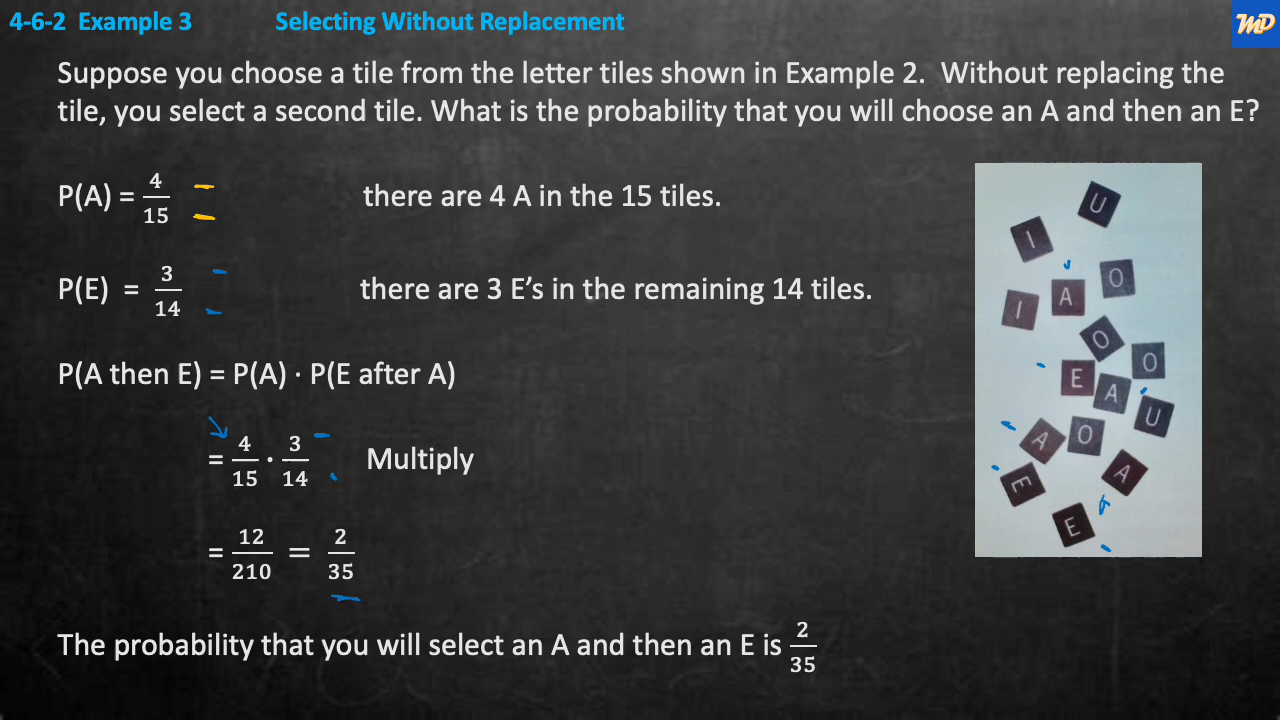 4-6-2 Example 3 Selecting Without Replacement
MD
Suppose you choose a tile from the letter tiles shown in Example 2. Without replacing the
tile, you select a second tile. What is the probability that you will choose an A and then an E?
P(A) = 4/15 there are 4 A in the 15 tiles.
P(E) = 3/14 there are 3 E’s in the remaining 14 tiles.
P(A then E) = P(A) · P(E after A)
= 4/15 · 3/14 Multiply
= 12/210 = 2/35
The probability that you will select an A and then an E is 2/35
U
I
O
A
I
O
O
E
A
U
A
O
A
E
E